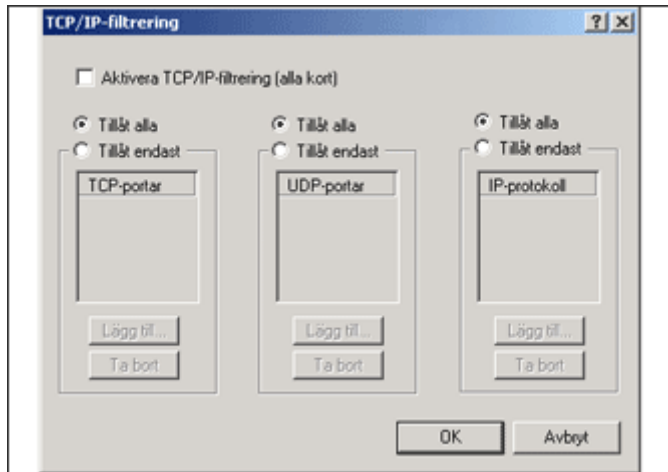 TCP/IP-filtrering
Aktivera TCP/IP-filtrering (alla kort)
Tillåt alla
Tillåt endast
TCP-portar
Lägg till...
Ta bort
Tillåt alla
Tillåt endast
UDP-portar
Lägg till...
Ta bort
Tillåt alla
Tillåt endast
IP-protokoll
Lägg till...
Ta bort
OK
Avbryt